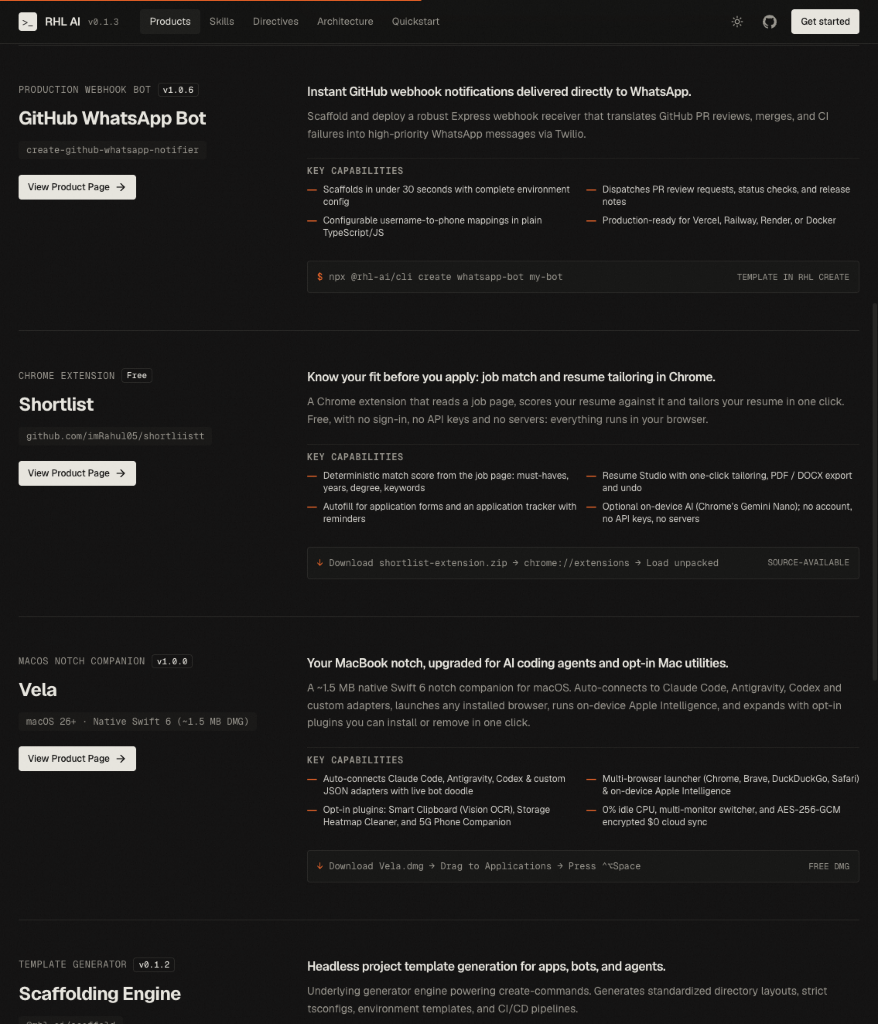 >_ RHL AI v0.1.3 Products Skills Directives Architecture Quickstart Get started
PRODUCTION WEBHOOK BOT v1.0.6
GitHub WhatsApp Bot
create-github-whatsapp-notifier
View Product Page →
Instant GitHub webhook notifications delivered directly to WhatsApp.
Scaffold and deploy a robust Express webhook receiver that translates GitHub PR reviews, merges, and CI
failures into high-priority WhatsApp messages via Twilio.
KEY CAPABILITIES
— Scaffolds in under 30 seconds with complete environment
config
— Dispatches PR review requests, status checks, and release
notes
— Configurable username-to-phone mappings in plain
TypeScript/JS
— Production-ready for Vercel, Railway, Render, or Docker
$ npx @rhl-ai/cli create whatsapp-bot my-bot TEMPLATE IN RHL CREATE
CHROME EXTENSION Free
Shortlist
github.com/imRahul05/shortliistt
View Product Page →
Know your fit before you apply: job match and resume tailoring in Chrome.
A Chrome extension that reads a job page, scores your resume against it and tailors your resume in one click.
Free, with no sign-in, no API keys and no servers: everything runs in your browser.
KEY CAPABILITIES
— Deterministic match score from the job page: must-haves,
years, degree, keywords
— Resume Studio with one-click tailoring, PDF / DOCX export
and undo
— Autofill for application forms and an application tracker with
reminders
— Optional on-device AI (Chrome's Gemini Nano); no account,
no API keys, no servers
↓ Download shortlist-extension.zip → chrome://extensions → Load unpacked SOURCE-AVAILABLE
MACOS NOTCH COMPANION v1.0.0
Vela
macOS 26+ · Native Swift 6 (~1.5 MB DMG)
View Product Page →
Your MacBook notch, upgraded for AI coding agents and opt-in Mac utilities.
A ~1.5 MB native Swift 6 notch companion for macOS. Auto-connects to Claude Code, Antigravity, Codex and
custom adapters, launches any installed browser, runs on-device Apple Intelligence, and expands with opt-in
plugins you can install or remove in one click.
KEY CAPABILITIES
— Auto-connects Claude Code, Antigravity, Codex & custom
JSON adapters with live bot doodle
— Multi-browser launcher (Chrome, Brave, DuckDuckGo, Safari)
& on-device Apple Intelligence
— Opt-in plugins: Smart Clipboard (Vision OCR), Storage
Heatmap Cleaner, and 5G Phone Companion
— 0% idle CPU, multi-monitor switcher, and AES-256-GCM
encrypted $0 cloud sync
↓ Download Vela.dmg → Drag to Applications → Press ⌃⌥Space FREE DMG
TEMPLATE GENERATOR v0.1.2
Scaffolding Engine
Headless project template generation for apps, bots, and agents.
Underlying generator engine powering create-commands. Generates standardized directory layouts, strict
tsconfigs, environment templates, and CI/CD pipelines.